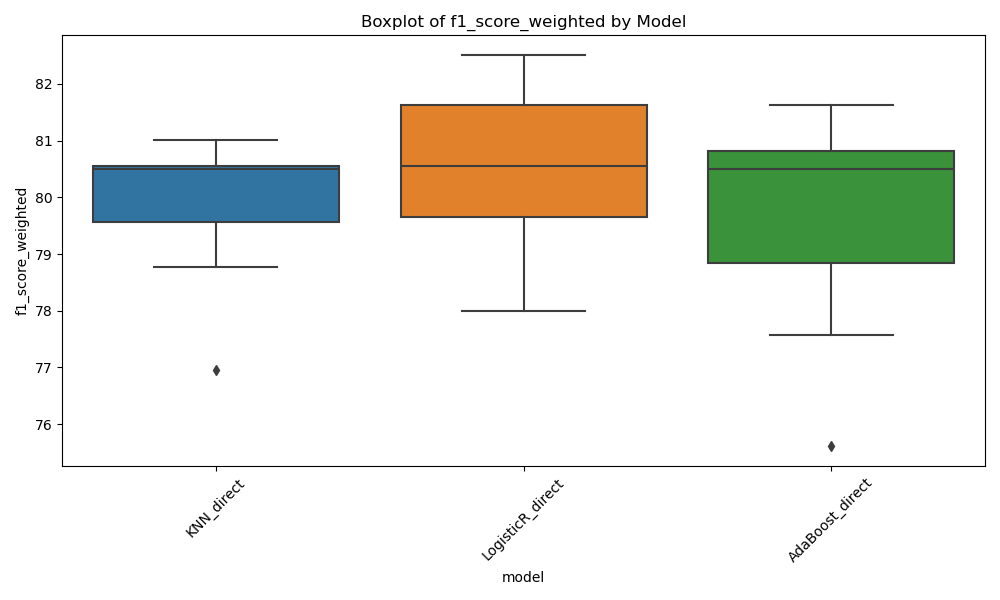 Boxplot of f1_score_weighted by Model
f1_score_weighted
82
81
80
79
78
77
76
KNN_direct
LogisticR_direct
AdaBoost_direct
model